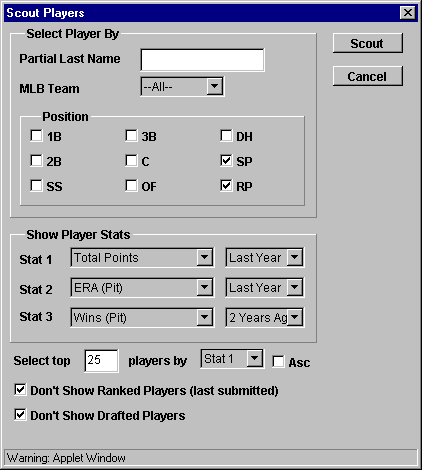 Scout Players
Select Player By
Partial Last Name
Scout
MLB Team --All--
Cancel
Position
1B 3B DH
2B C SP
SS OF RP
Show Player Stats
Stat 1 Total Points Last Year
Stat 2 ERA (Pit) Last Year
Stat 3 Wins (Pit) 2 Years Ag
Select top 25 players by Stat 1 Asc
Don't Show Ranked Players (last submitted)
Don't Show Drafted Players
Warning: Applet Window